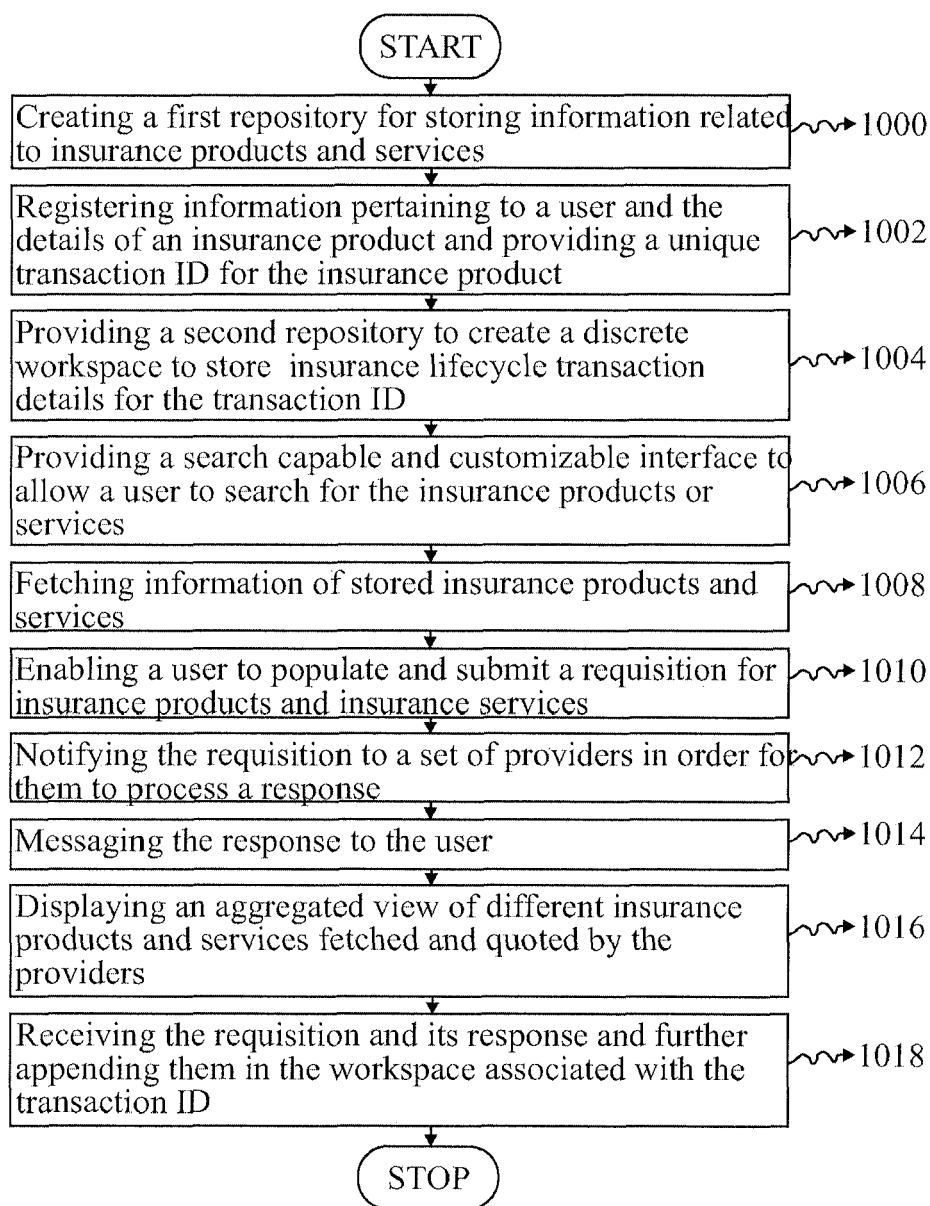 START
Creating a first repository for storing information related
to insurance products and services
1000
Registering information pertaining to a user and the
details of an insurance product and providing a unique
transaction ID for the insurance product
1002
Providing a second repository to create a discrete
workspace to store insurance lifecycle transaction
details for the transaction ID
1004
Providing a search capable and customizable interface to
allow a user to search for the insurance products or
services
1006
Fetching information of stored insurance products and
services
1008
Enabling a user to populate and submit a requisition for
insurance products and insurance services
1010
Notifying the requisition to a set of providers in order for
them to process a response
1012
Messaging the response to the user
1014
Displaying an aggregated view of different insurance
products and services fetched and quoted by the
providers
1016
Receiving the requisition and its response and further
appending them in the workspace associated with the
transaction ID
1018
STOP